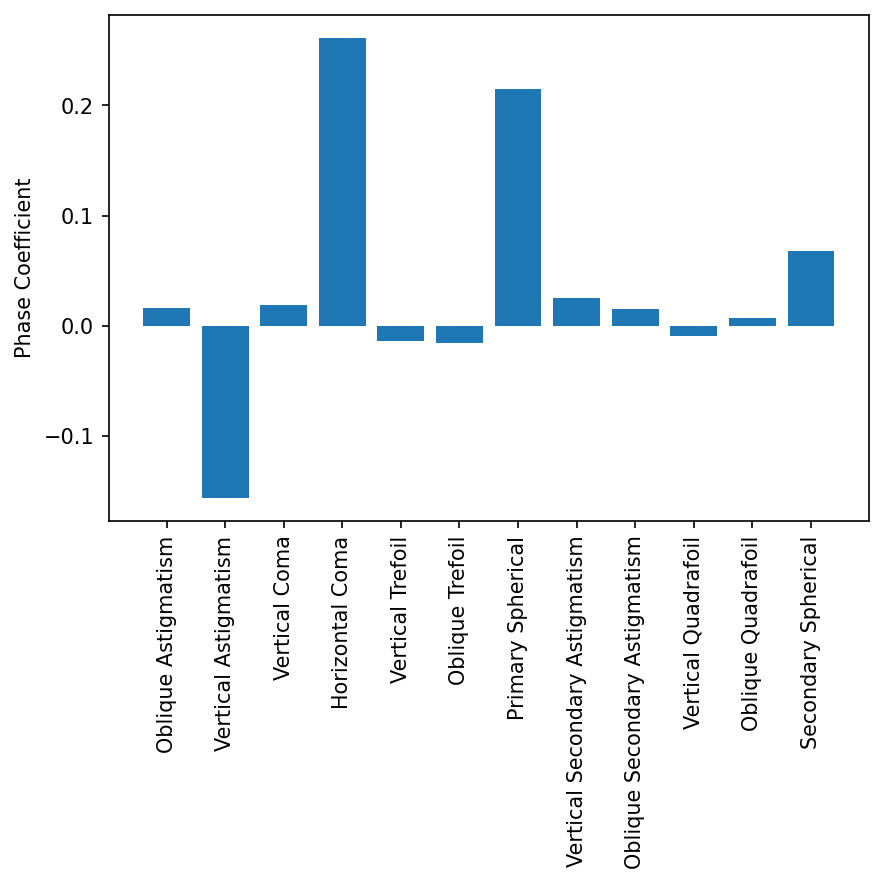 Phase Coefficient
0.2
0.1
0.0
−0.1
Oblique Astigmatism
Vertical Astigmatism
Vertical Coma
Horizontal Coma
Vertical Trefoil
Oblique Trefoil
Primary Spherical
Vertical Secondary Astigmatism
Oblique Secondary Astigmatism
Vertical Quadrafoil
Oblique Quadrafoil
Secondary Spherical